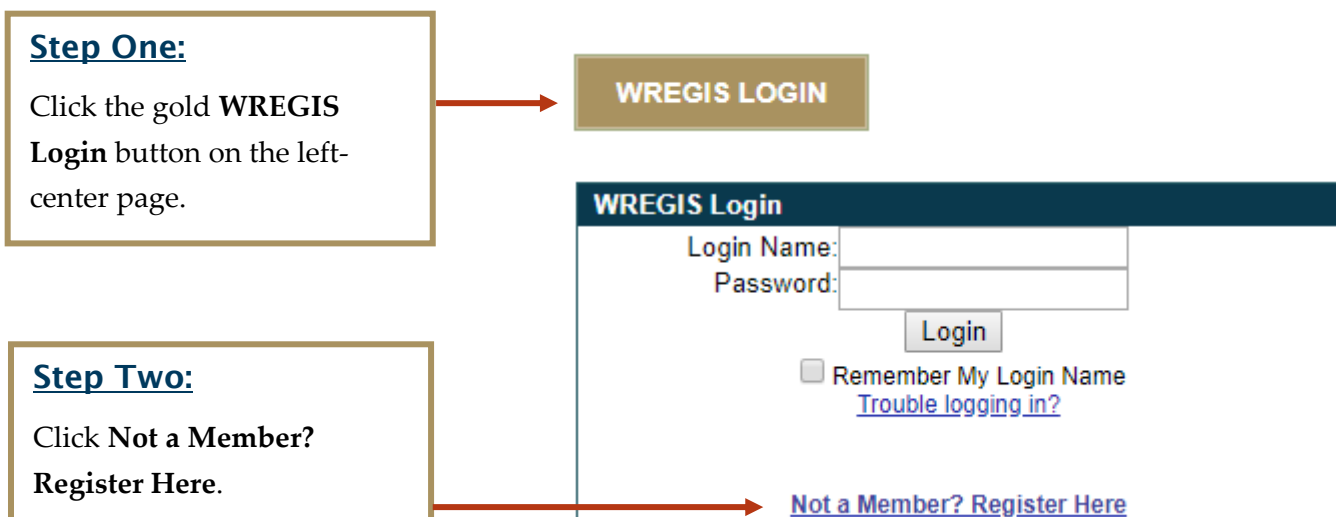 Step One:
Click the gold WREGIS
Login button on the left-
center page.
WREGIS LOGIN
WREGIS Login
Login Name:
Password:
Login
Remember My Login Name
Trouble logging in?
Step Two:
Click Not a Member?
Register Here.
Not a Member? Register Here